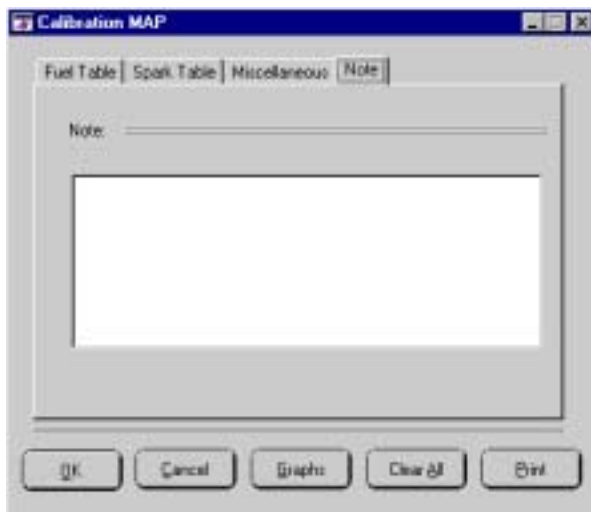 Calibration MAP
Fuel Table Spark Table Miscellaneous Note
Note:
OK Cancel Graphs Clear All Print